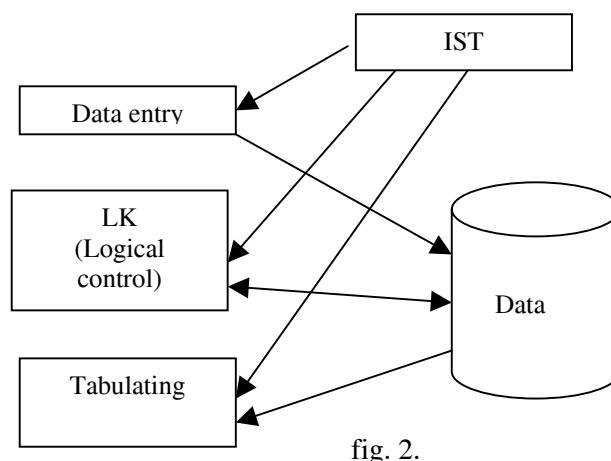 IST
Data entry
LK
(Logical
control)
Data
Tabulating
fig. 2.